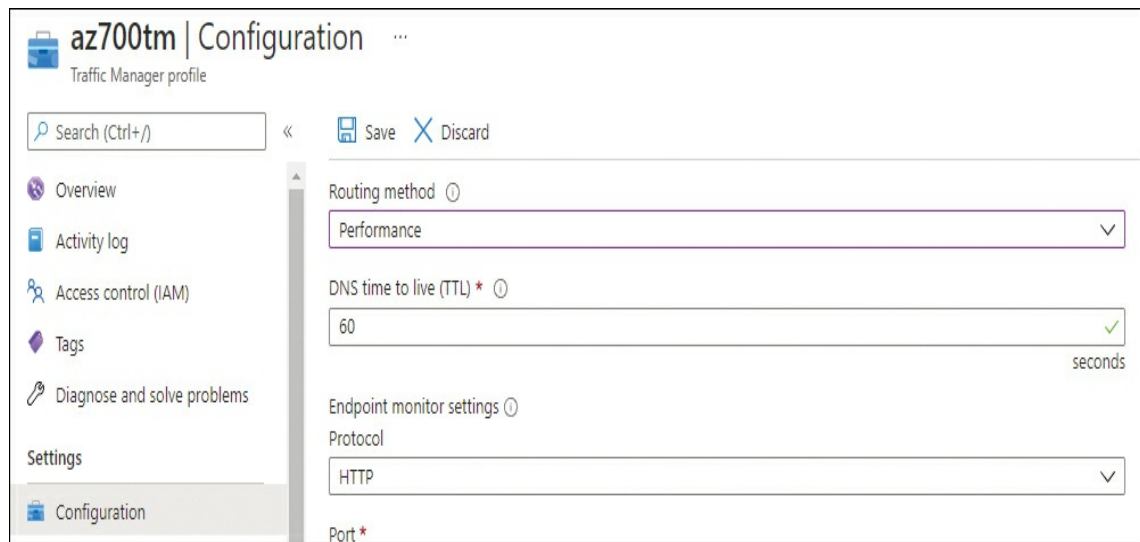 az700tm | Configuration ...
Traffic Manager profile
Search (Ctrl+/)
«
Overview
Activity log
Access control (IAM)
Tags
Diagnose and solve problems
Settings
Configuration
Save Discard
Routing method
Performance
DNS time to live (TTL) *
60
seconds
Endpoint monitor settings
Protocol
HTTP
Port *